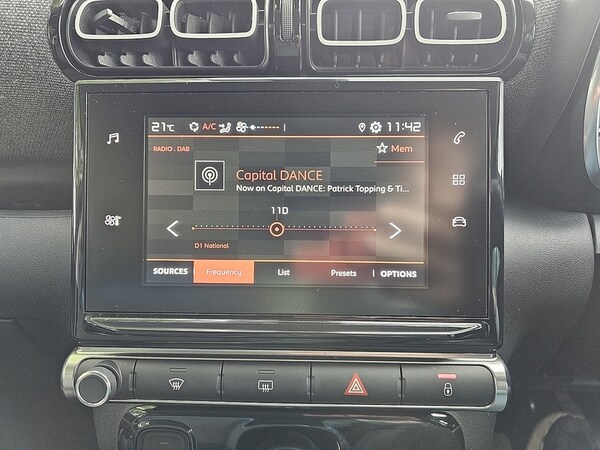 21°C A/C 11:42
RADIO . DAB
Mem
Capital DANCE
Now on Capital DANCE: Patrick Topping & Ti...
11D
D1 National
SOURCES Frequency List Presets OPTIONS